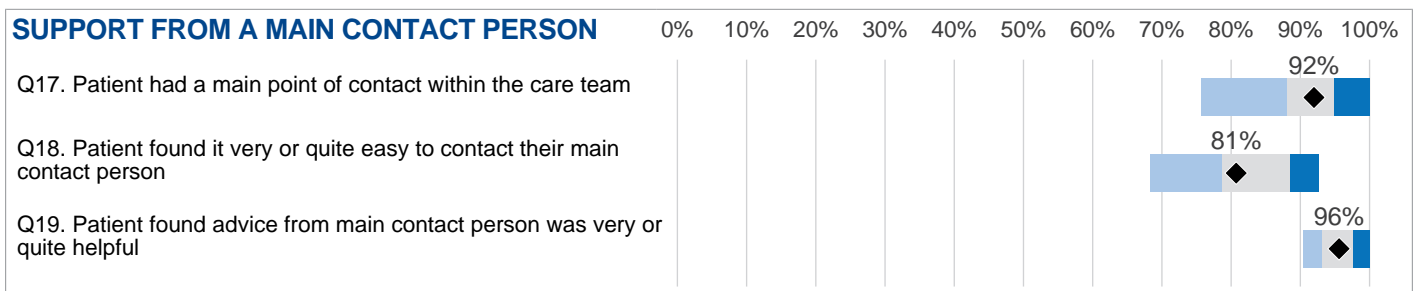 SUPPORT FROM A MAIN CONTACT PERSON 0% 10% 20% 30% 40% 50% 60% 70% 80% 90% 100%
Q17. Patient had a main point of contact within the care team 92%
Q18. Patient found it very or quite easy to contact their main
contact person
81%
Q19. Patient found advice from main contact person was very or
quite helpful
96%